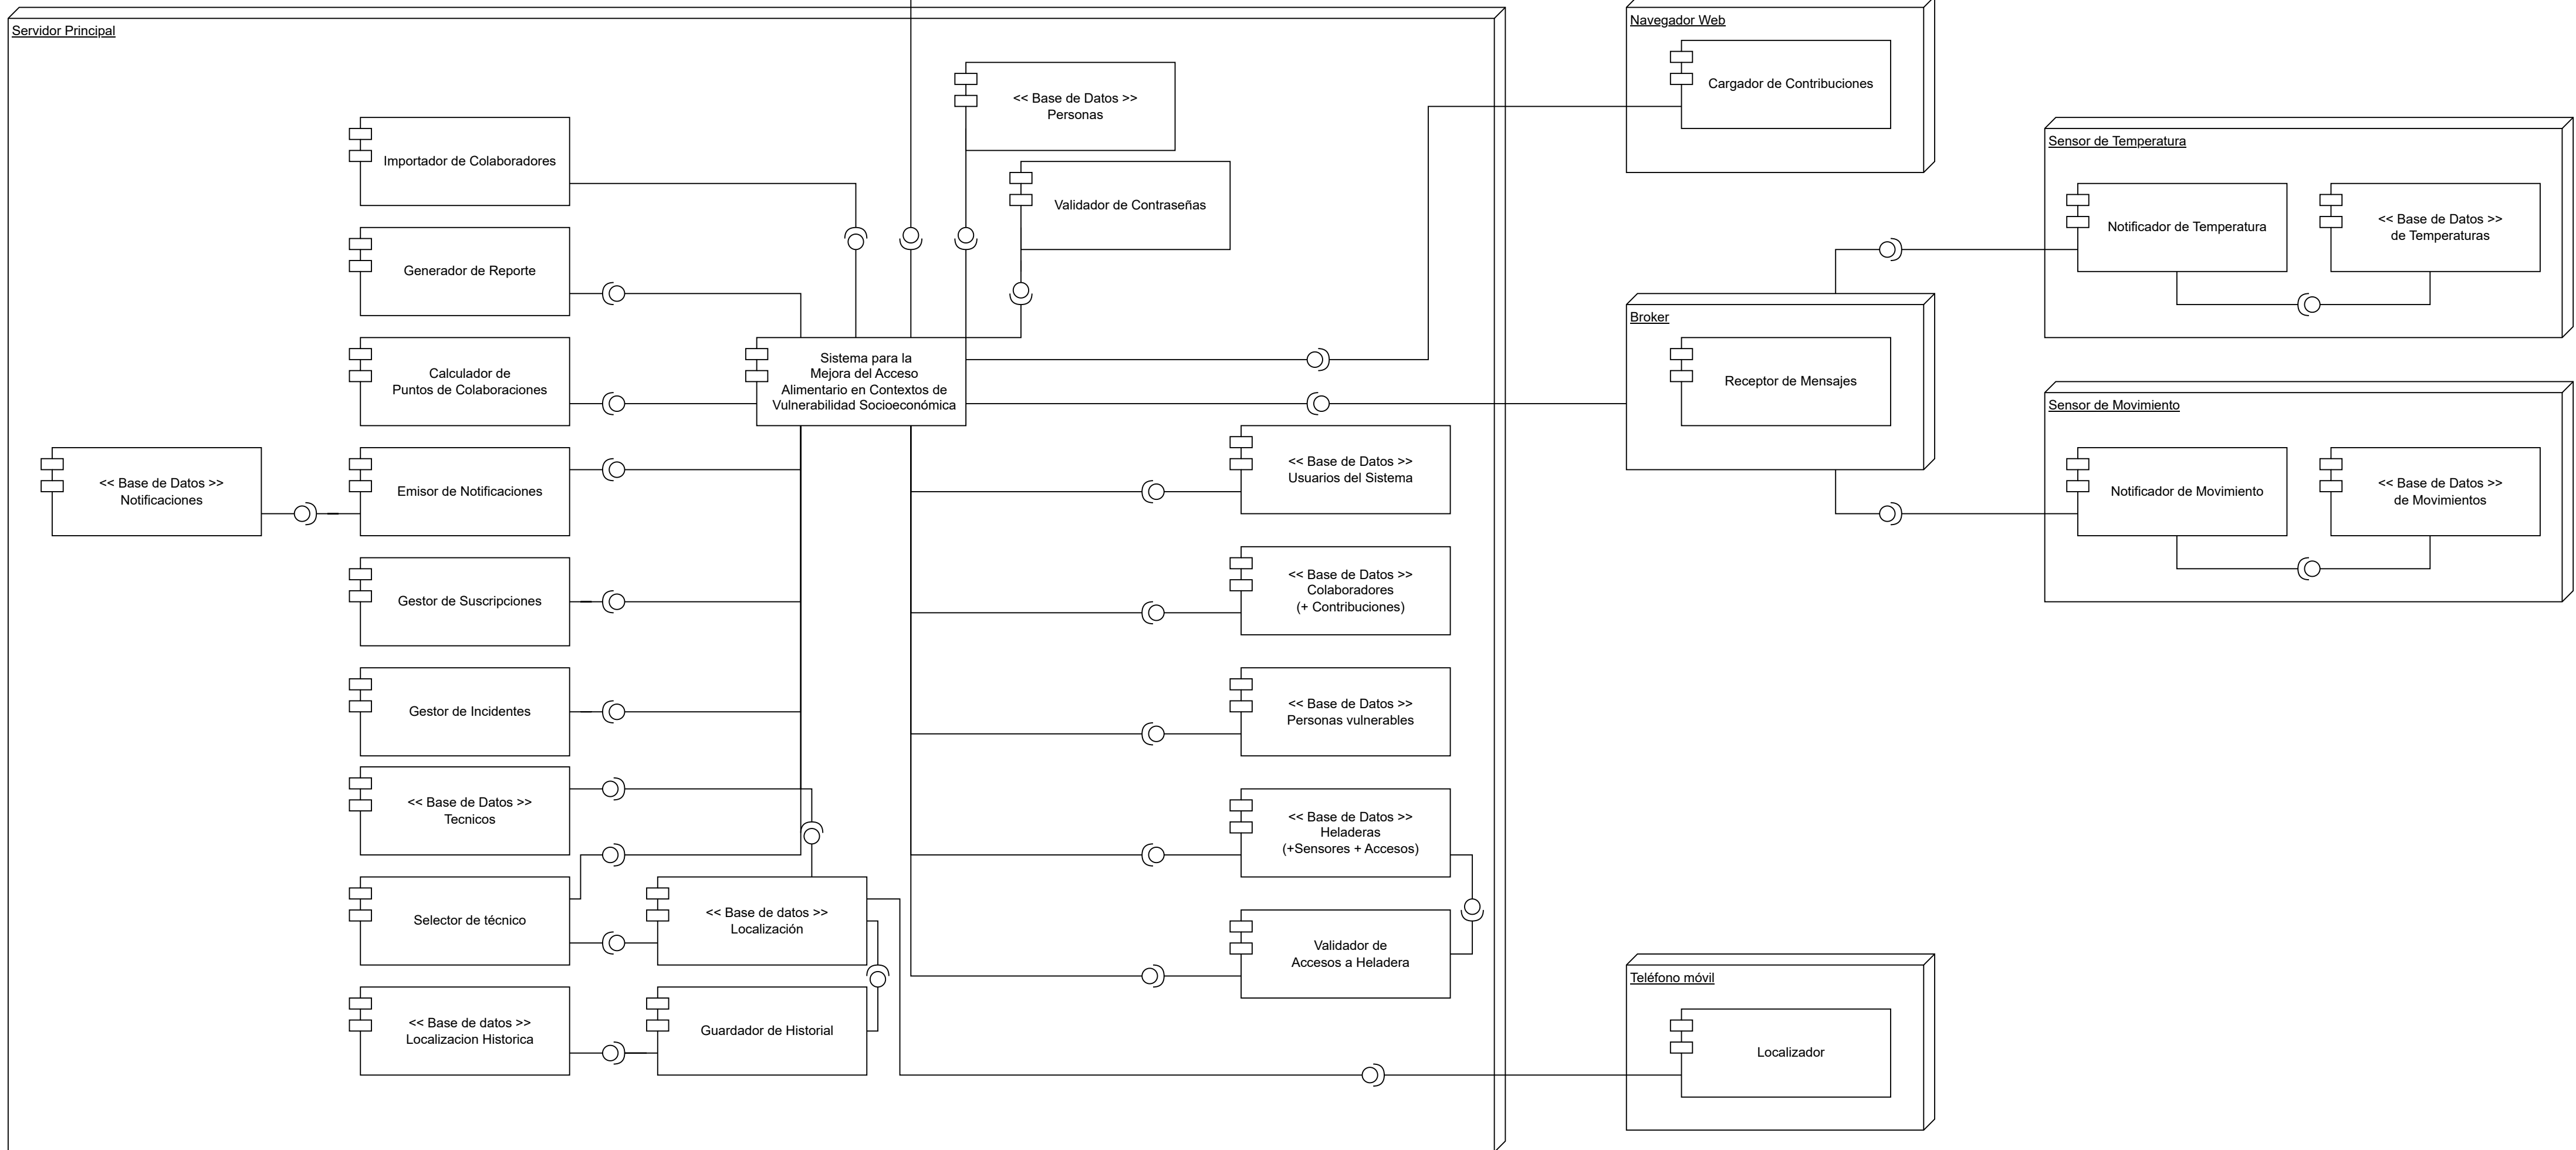 Servidor Principal
<< Base de Datos >>
Personas
Validador de Contraseñas
Importador de Colaboradores
Generador de Reporte
Calculador de
Puntos de Colaboraciones
Sistema para la
Mejora del Acceso
Alimentario en Contextos de
Vulnerabilidad Socioeconómica
<< Base de Datos >>
Notificaciones
Emisor de Notificaciones
Gestor de Suscripciones
Gestor de Incidentes
<< Base de Datos >>
Tecnicos
Selector de técnico
<< Base de datos >>
Localización
<< Base de datos >>
Localizacion Historica
Guardador de Historial
<< Base de Datos >>
Usuarios del Sistema
<< Base de Datos >>
Colaboradores
(+ Contribuciones)
<< Base de Datos >>
Personas vulnerables
<< Base de Datos >>
Heladeras
(+Sensores + Accesos)
Validador de
Accesos a Heladera
Navegador Web
Cargador de Contribuciones
Broker
Receptor de Mensajes
Sensor de Temperatura
Notificador de Temperatura
<< Base de Datos >>
de Temperaturas
Sensor de Movimiento
Notificador de Movimiento
<< Base de Datos >>
de Movimientos
Teléfono móvil
Localizador